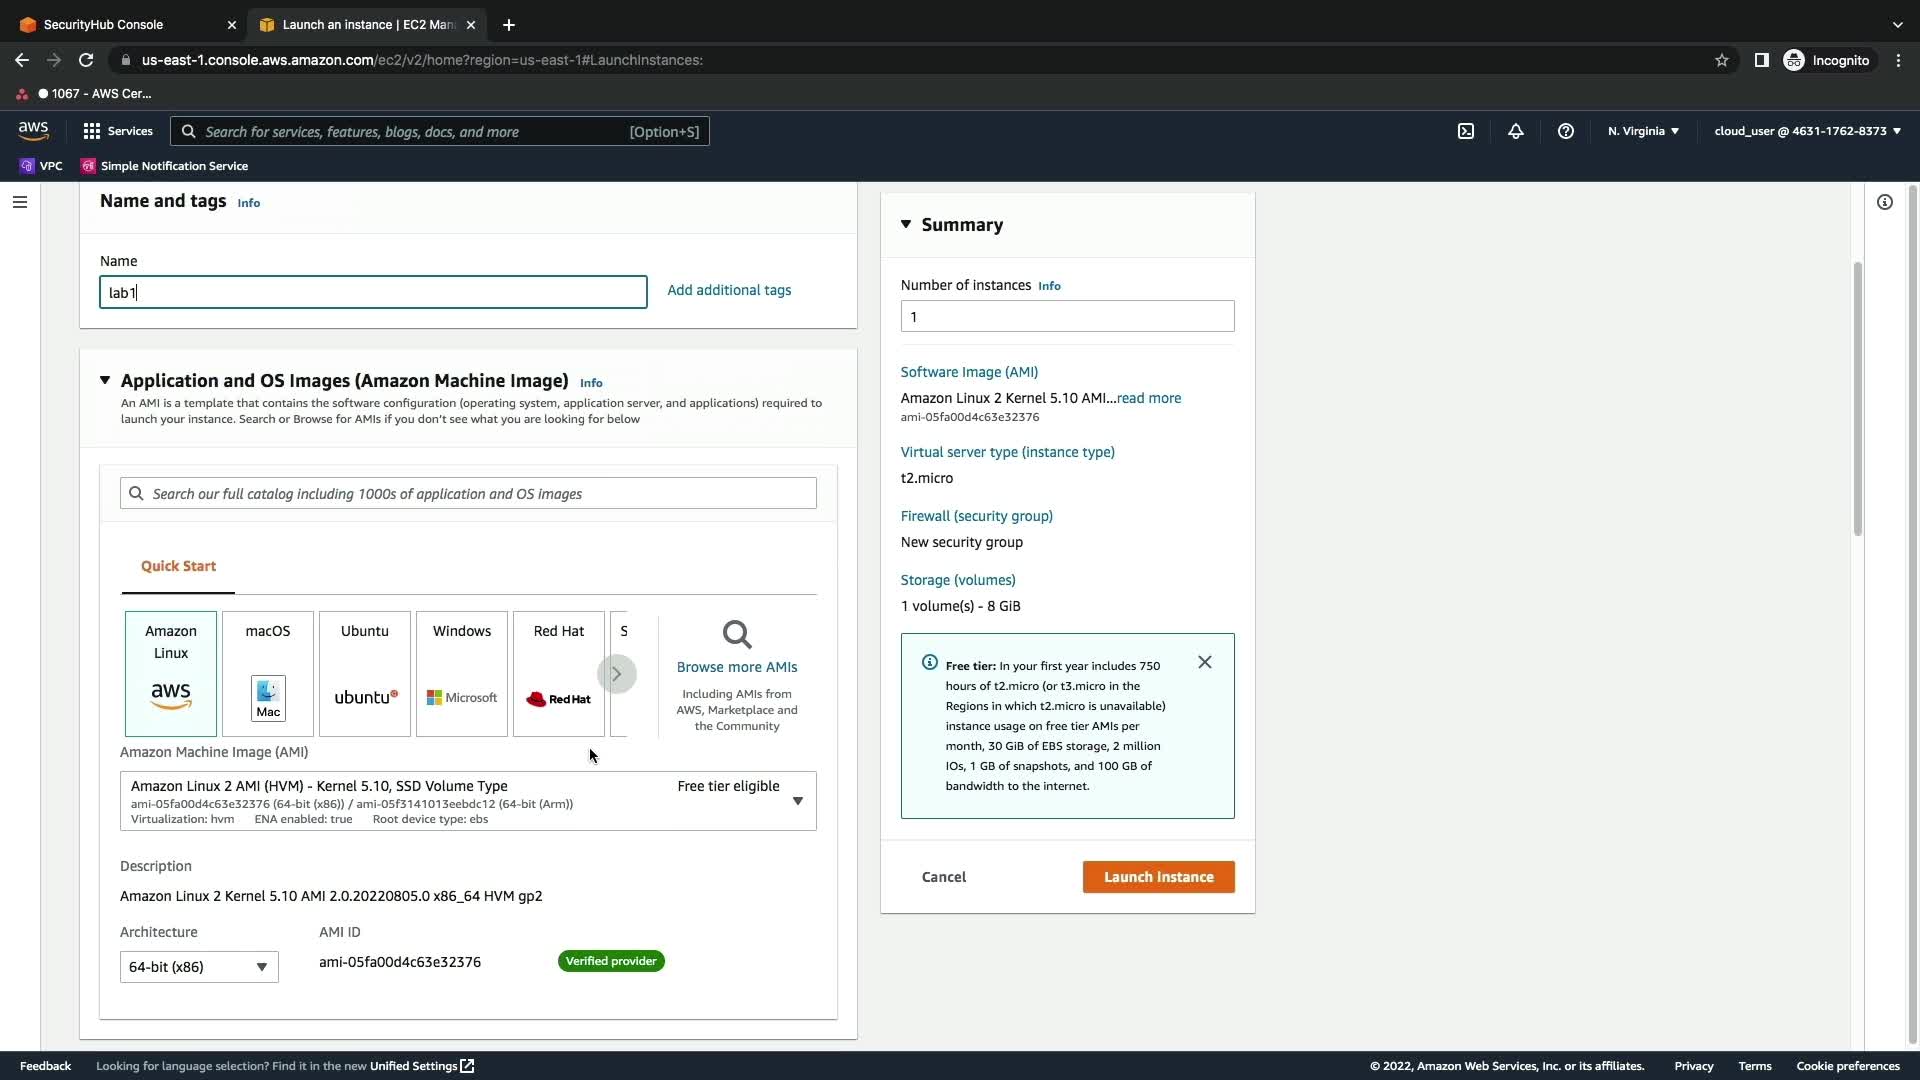 SecurityHub Console
Launch an instance | EC2 Man
us-east-1.console.aws.amazon.com/ec2/v2/home?region=us-east-1#LaunchInstances:
Incognito
1067 - AWS Cer...
aws
Services
Search for services, features, blogs, docs, and more
[Option+S]
N. Virginia
cloud_user @ 4631-1762-8373
VPC
Simple Notification Service
Name and tags Info
Name
lab1
Add additional tags
Application and OS Images (Amazon Machine Image) Info
An AMI is a template that contains the software configuration (operating system, application server, and applications) required to
launch your instance. Search or Browse for AMIs if you don't see what you are looking for below
Search our full catalog including 1000s of application and OS images
Quick Start
Amazon
Linux
aws
macOS
Mac
Ubuntu
ubuntu
Windows
Microsoft
Red Hat
Red Hat
S
Browse more AMIs
Including AMIs from
AWS, Marketplace and
the Community
Amazon Machine Image (AMI)
Amazon Linux 2 AMI (HVM) - Kernel 5.10, SSD Volume Type
Free tier eligible
ami-05fa00d4c63e32376 (64-bit (x86)) / ami-05f3141013eebdc12 (64-bit (Arm))
Virtualization: hvm ENA enabled: true Root device type: ebs
Description
Amazon Linux 2 Kernel 5.10 AMI 2.0.20220805.0 x86_64 HVM gp2
Architecture
AMI ID
64-bit (x86)
ami-05fa00d4c63e32376
Verified provider
Summary
Number of instances Info
1
Software Image (AMI)
Amazon Linux 2 Kernel 5.10 AMI...read more
ami-05fa00d4c63e32376
Virtual server type (instance type)
t2.micro
Firewall (security group)
New security group
Storage (volumes)
1 volume(s) - 8 GiB
Free tier: In your first year includes 750
hours of t2.micro (or t3.micro in the
Regions in which t2.micro is unavailable)
instance usage on free tier AMIs per
month, 30 GiB of EBS storage, 2 million
IOs, 1 GB of snapshots, and 100 GB of
bandwidth to the internet.
Cancel
Launch Instance
Feedback
Looking for language selection? Find it in the new Unified Settings
© 2022, Amazon Web Services, Inc. or its affiliates.
Privacy
Terms
Cookie preferences